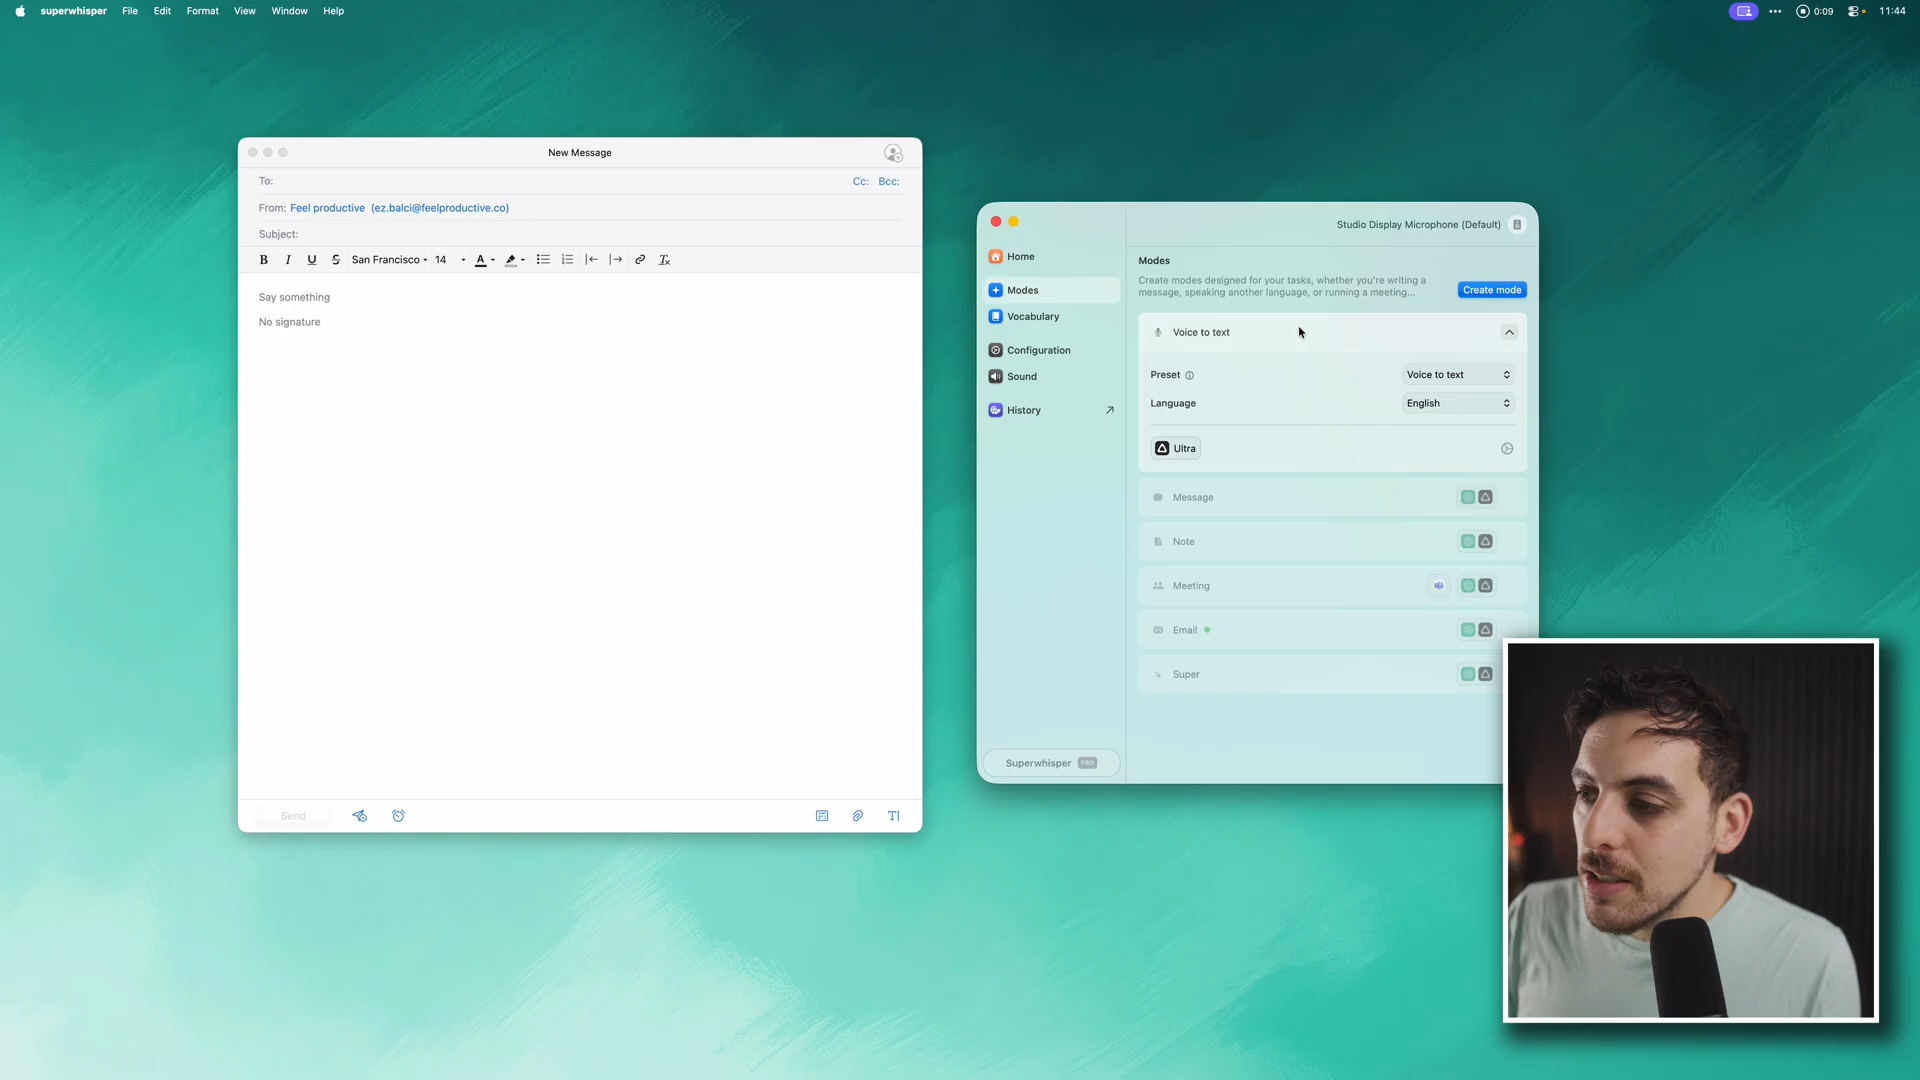 superwhisper File Edit Format View Window Help
0:09 11:44
New Message
To: Cc: Bcc:
From: Feel productive (ez.balci@feelproductive.co)
Subject:
B I U S San Francisco 14 A
Say something
No signature
Send
Studio Display Microphone (Default)
Home
Modes
Vocabulary
Configuration
Sound
History
Superwhisper PRO
Modes
Create modes designed for your tasks, whether you're writing a
message, speaking another language, or running a meeting...
Create mode
Voice to text
Preset Voice to text
Language English
Ultra
Message
Note
Meeting
Email
Super